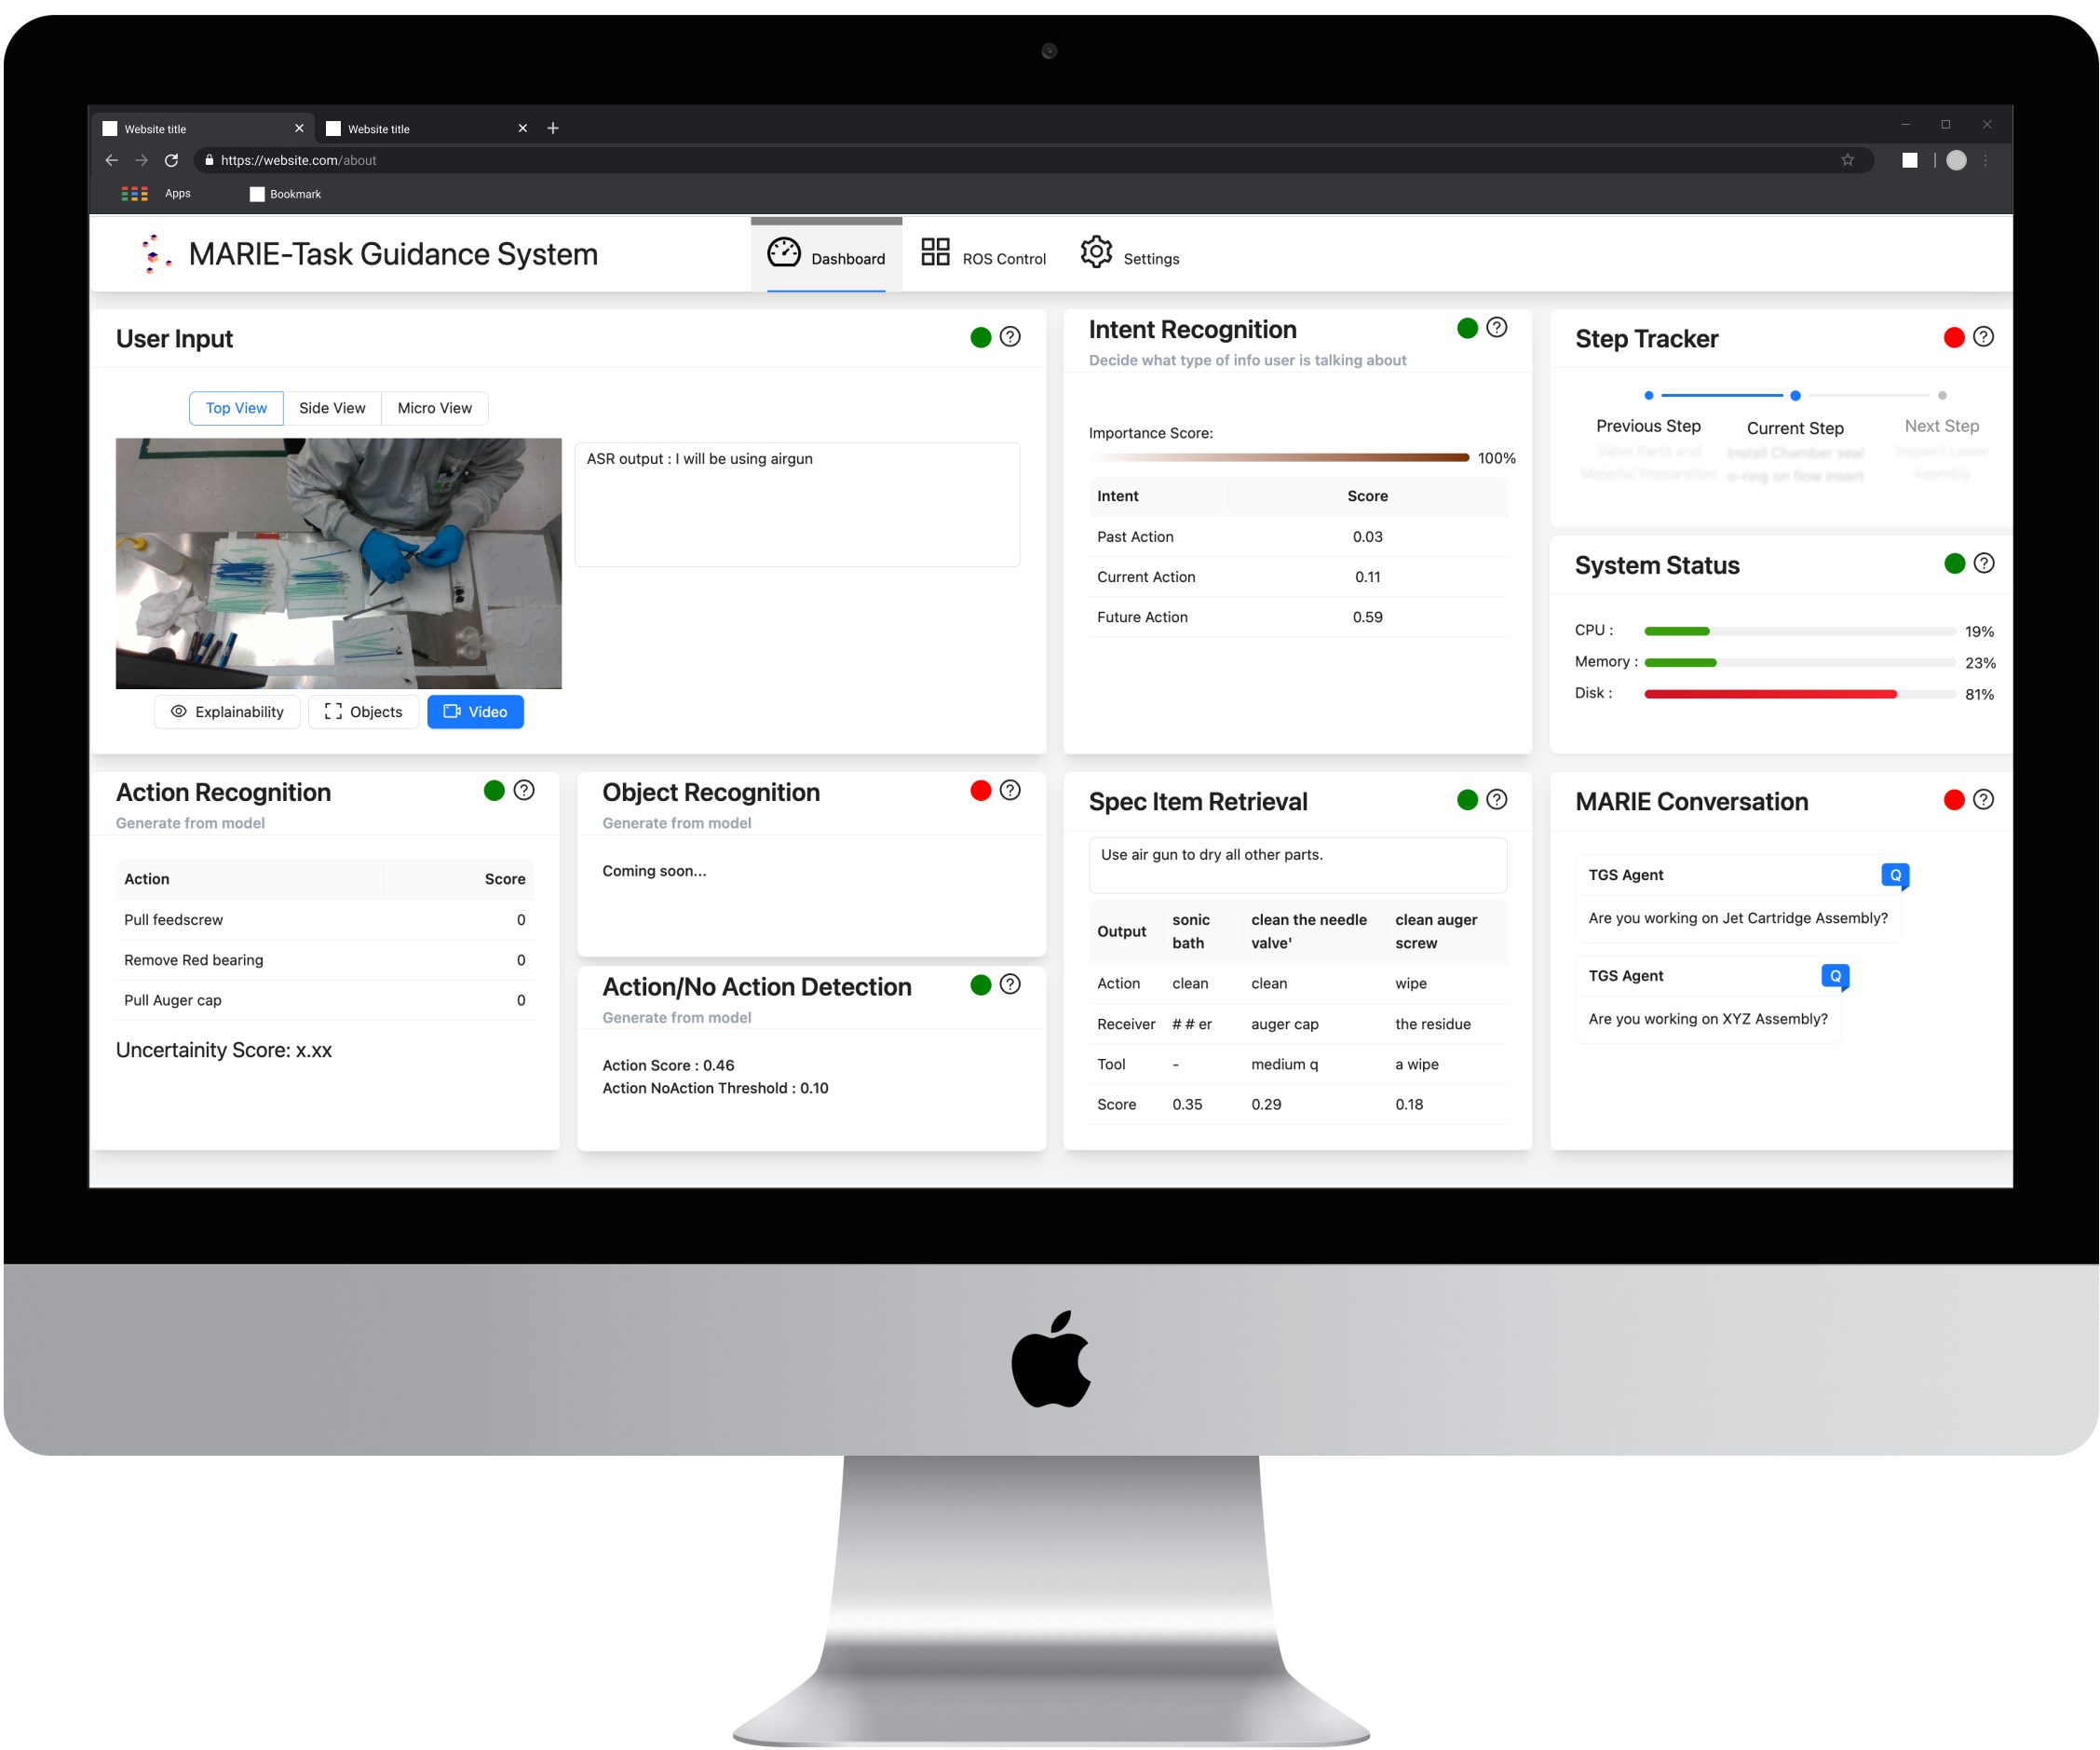 Website title
Website title
https://website.com/about
Apps
Bookmark
MARIE-Task Guidance System
Dashboard
ROS Control
Settings
User Input
Top View
Side View
Micro View
ASR output : I will be using airgun
Explainability
Objects
Video
Intent Recognition
Decide what type of info user is talking about
Importance Score:
100%
Intent Score
Past Action 0.03
Current Action 0.11
Future Action 0.59
Step Tracker
Previous Step
Valve Parts and
Material Preparation
Current Step
Install Chamber seal
o-ring on flow insert
Next Step
Inspect Lower
System Status
CPU : 19%
Memory : 23%
Disk : 81%
Action Recognition
Generate from model
Action Score
Pull feedscrew 0
Remove Red bearing 0
Pull Auger cap 0
Uncertainity Score: x.xx
Object Recognition
Generate from model
Coming soon...
Action/No Action Detection
Generate from model
Action Score : 0.46
Action NoAction Threshold : 0.10
Spec Item Retrieval
Use air gun to dry all other parts.
Output sonic bath clean the needle valve' clean auger screw
Action clean clean wipe
Receiver # # er auger cap the residue
Tool - medium q a wipe
Score 0.35 0.29 0.18
MARIE Conversation
TGS Agent
Q
Are you working on Jet Cartridge Assembly?
TGS Agent
Q
Are you working on XYZ Assembly?